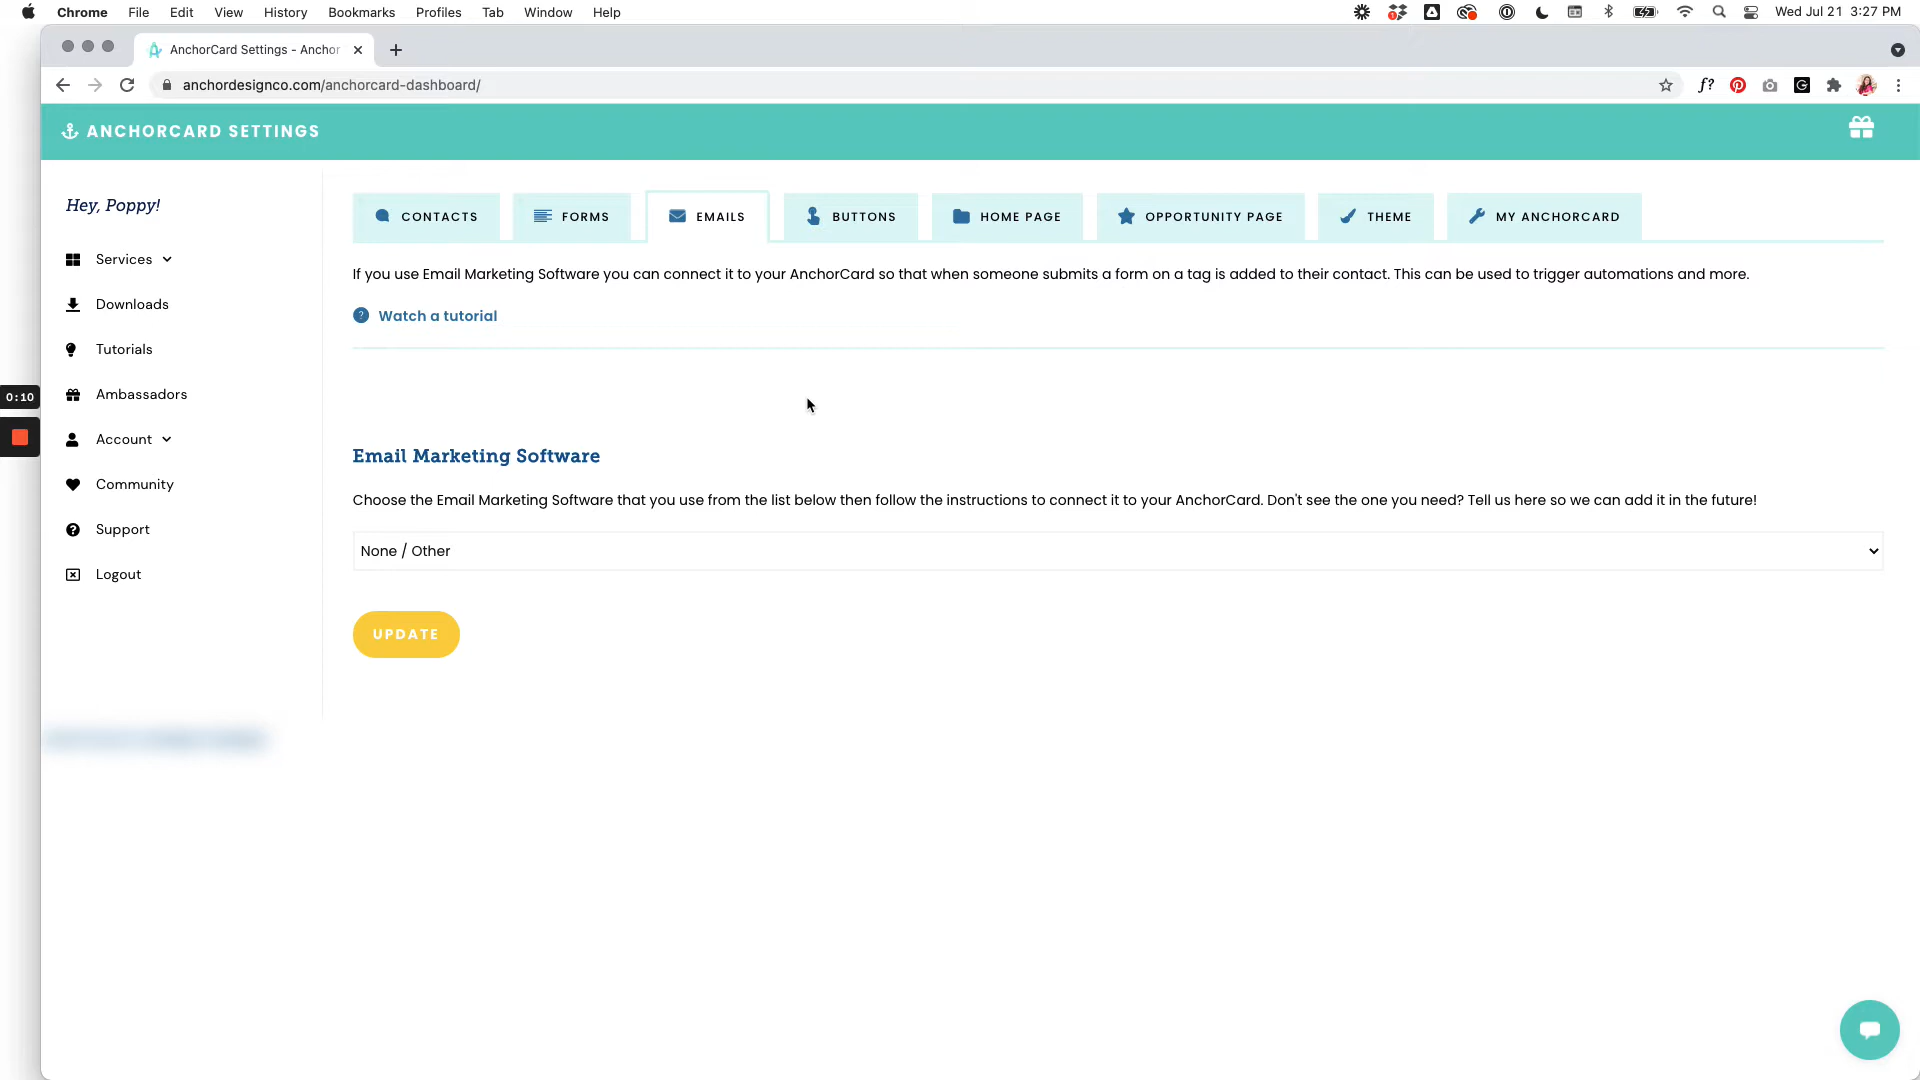 Chrome File Edit View History Bookmarks Profiles Tab Window Help
Wed Jul 21 3:27 PM
AnchorCard Settings - Anchor
anchordesignco.com/anchorcard-dashboard/
f?
ANCHORCARD SETTINGS
Hey, Poppy!
Services
Downloads
Tutorials
Ambassadors
Account
Community
Support
Logout
0:10
CONTACTS FORMS EMAILS BUTTONS HOME PAGE OPPORTUNITY PAGE THEME MY ANCHORCARD
If you use Email Marketing Software you can connect it to your AnchorCard so that when someone submits a form on a tag is added to their contact. This can be used to trigger automations and more.
? Watch a tutorial
Email Marketing Software
Choose the Email Marketing Software that you use from the list below then follow the instructions to connect it to your AnchorCard. Don't see the one you need? Tell us here so we can add it in the future!
None / Other
UPDATE